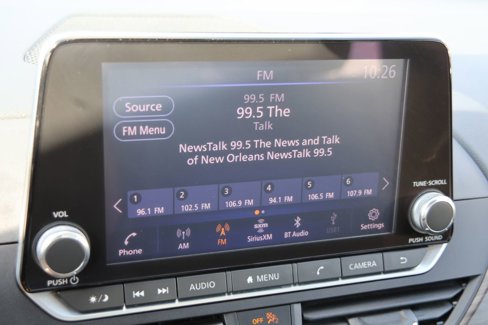 FM
10:26
Source
FM Menu
99.5 FM
99.5 The
Talk
NewsTalk 99.5 The News and Talk
of New Orleans NewsTalk 99.5
1 2 3 4 5 6
96.1 FM 102.5 FM 106.9 FM 94.1 FM 106.5 FM 107.9 FM
Phone AM FM SiriusXM BT Audio USB1 Settings
VOL
PUSH
TUNE·SCROLL
PUSH SOUND
AUDIO MENU CAMERA
OFF